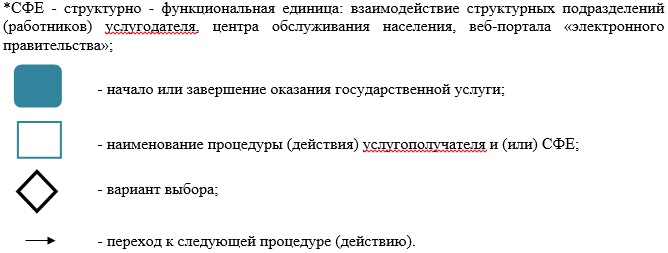 *СФЕ - структурно - функциональная единица: взаимодействие структурных подразделений
(работников) услугодателя, центра обслуживания населения, веб-портала «электронного
правительства»;
- начало или завершение оказания государственной услуги;
- наименование процедуры (действия) услугополучателя и (или) СФЕ;
- вариант выбора;
- переход к следующей процедуре (действию).